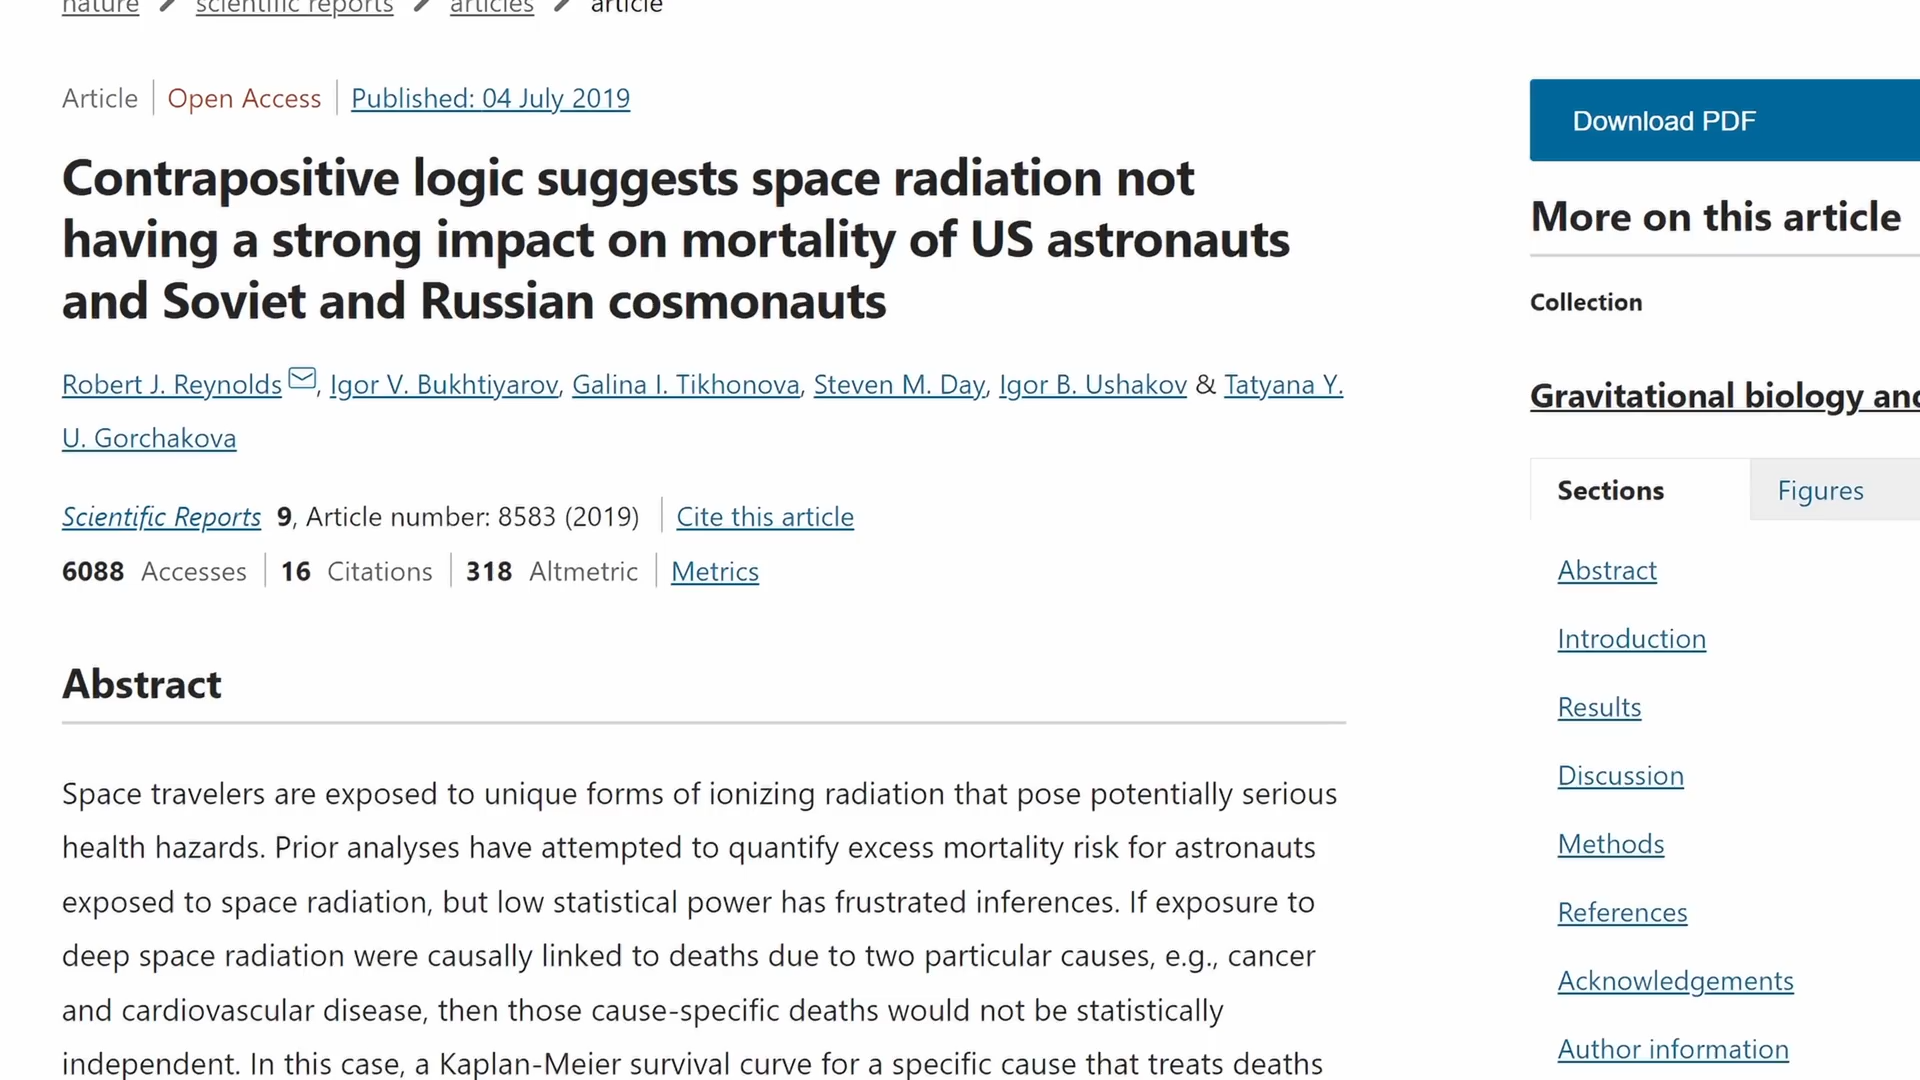 nature scientific reports articles article
Article Open Access Published: 04 July 2019
Download PDF
Contrapositive logic suggests space radiation not
having a strong impact on mortality of US astronauts
and Soviet and Russian cosmonauts
Robert J. Reynolds, Igor V. Bukhtiyarov, Galina I. Tikhonova, Steven M. Day, Igor B. Ushakov & Tatyana Y.
U. Gorchakova
Scientific Reports 9, Article number: 8583 (2019) Cite this article
6088 Accesses 16 Citations 318 Altmetric Metrics
Abstract
Space travelers are exposed to unique forms of ionizing radiation that pose potentially serious
health hazards. Prior analyses have attempted to quantify excess mortality risk for astronauts
exposed to space radiation, but low statistical power has frustrated inferences. If exposure to
deep space radiation were causally linked to deaths due to two particular causes, e.g., cancer
and cardiovascular disease, then those cause-specific deaths would not be statistically
independent. In this case, a Kaplan-Meier survival curve for a specific cause that treats deaths
More on this article
Collection
Gravitational biology and
Sections Figures
Abstract
Introduction
Results
Discussion
Methods
References
Acknowledgements
Author information